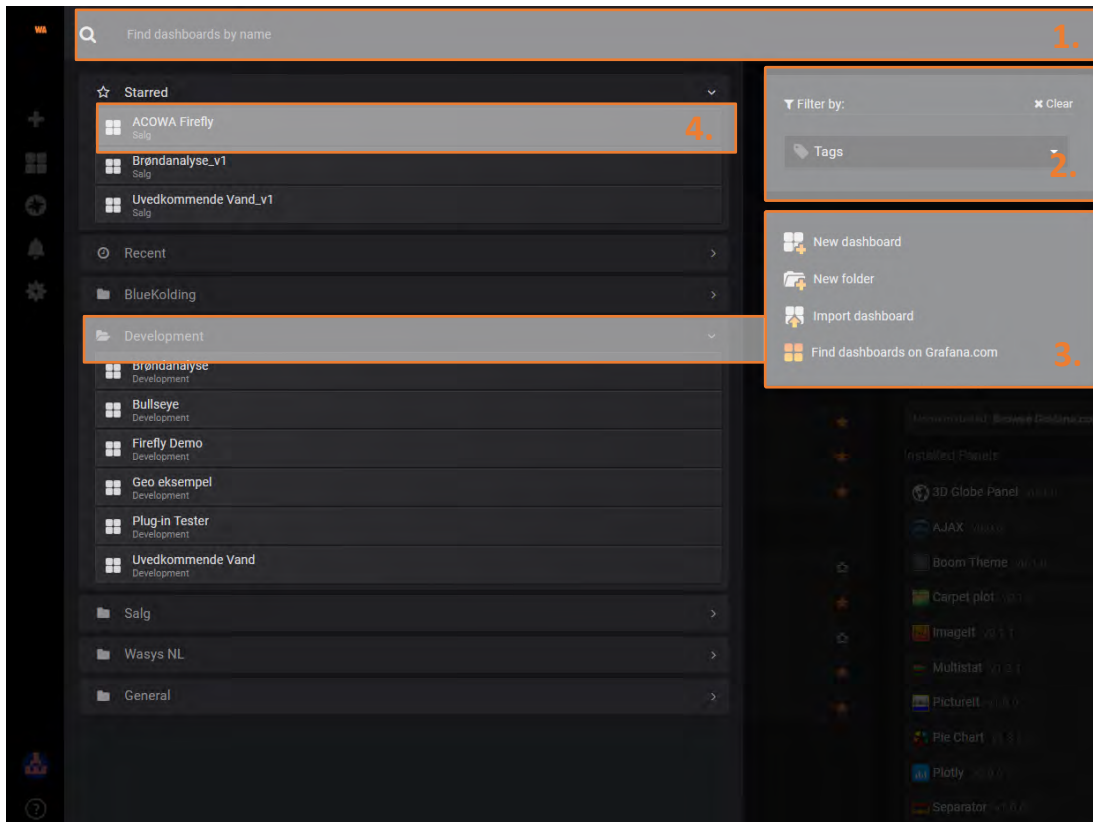 WA
Find dashboards by name
1.
Starred
ACOWA Firefly
Salg
4.
Brøndanalyse_v1
Salg
Uvedkommende Vand_v1
Salg
Recent
BlueKolding
Development
Brøndanalyse
Development
Bullseye
Development
Firefly Demo
Development
Geo eksempel
Development
Plug-in Tester
Development
Uvedkommende Vand
Development
Salg
Wasys NL
General
Filter by:
Clear
Tags
2.
New dashboard
New folder
Import dashboard
Find dashboards on Grafana.com
3.
Installed Panels
3D Globe Panel
AJAX
Boom Theme
Carpet plot
ImageIt
Multistat
PictureIt
Pie Chart
Plotly
Separator